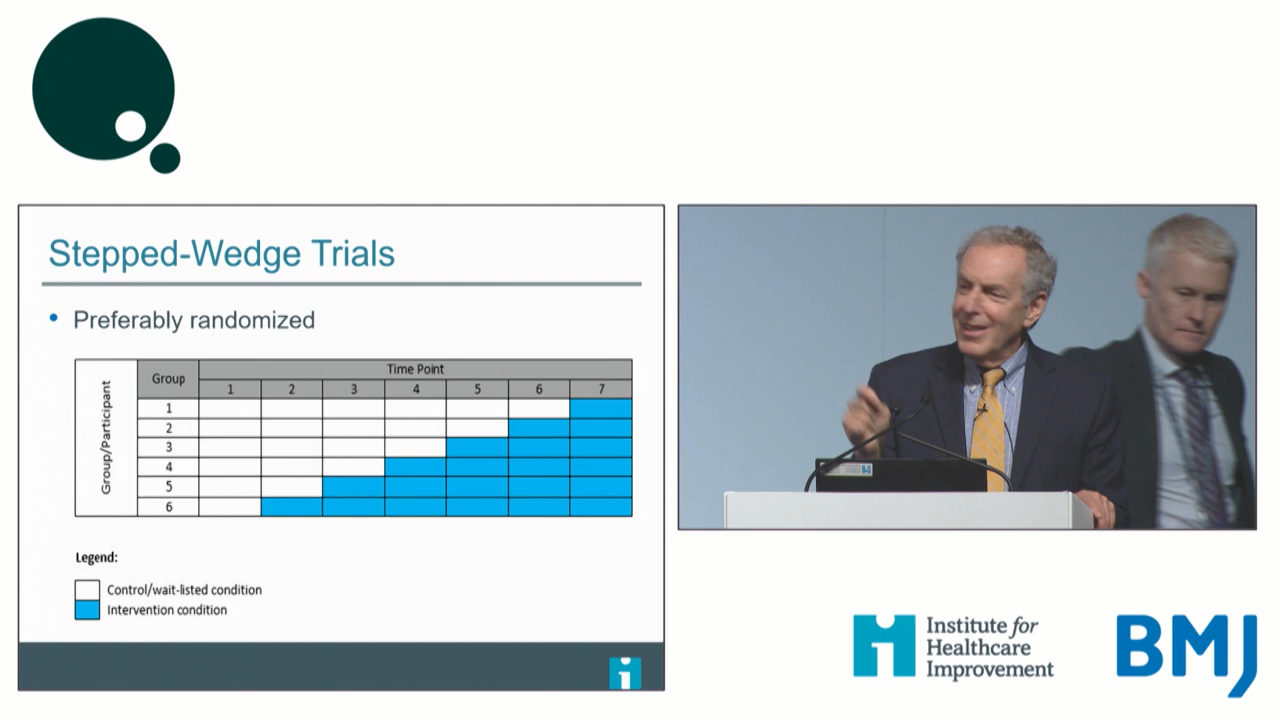 Stepped-Wedge Trials
• Preferably randomized
Group/Participant
Group
Time Point
1 2 3 4 5 6 7
1
2
3
4
5
6
Legend:
Control/wait-listed condition
Intervention condition
Institute for
Healthcare
Improvement
BMJ